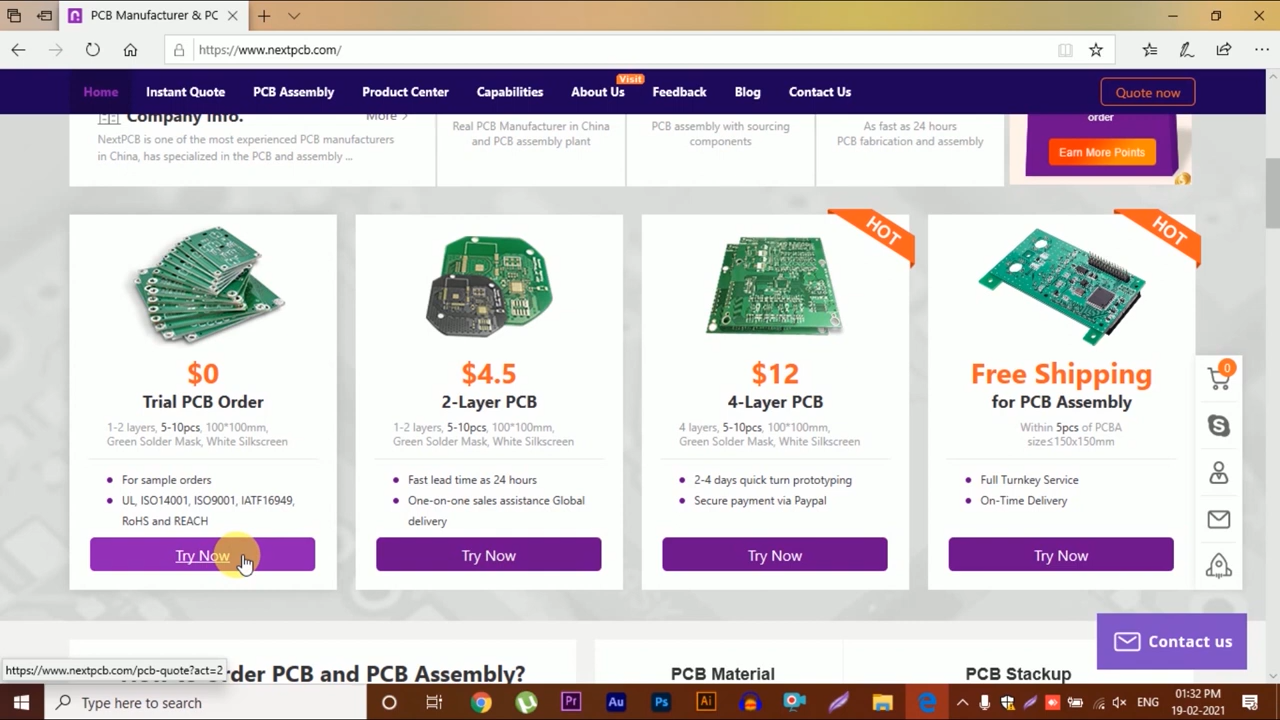 PCB Manufacturer & PC
https://www.nextpcb.com/
Home Instant Quote PCB Assembly Product Center Capabilities About Us Feedback Blog Contact Us
Visit
Quote now
Company Info.
More >
NextPCB is one of the most experienced PCB manufacturers
in China, has specialized in the PCB and assembly ...
Real PCB Manufacturer in China
and PCB assembly plant
PCB assembly with sourcing
components
As fast as 24 hours
PCB fabrication and assembly
order
Earn More Points
$0
Trial PCB Order
1-2 layers, 5-10pcs, 100*100mm,
Green Solder Mask, White Silkscreen
For sample orders
UL, ISO14001, ISO9001, IATF16949,
RoHS and REACH
Try Now
$4.5
2-Layer PCB
1-2 layers, 5-10pcs, 100*100mm,
Green Solder Mask, White Silkscreen
Fast lead time as 24 hours
One-on-one sales assistance Global
delivery
Try Now
HOT
$12
4-Layer PCB
4 layers, 5-10pcs, 100*100mm,
Green Solder Mask, White Silkscreen
2-4 days quick turn prototyping
Secure payment via Paypal
Try Now
HOT
Free Shipping
for PCB Assembly
Within 5pcs of PCBA
size≤150x150mm
Full Turnkey Service
On-Time Delivery
Try Now
0
Contact us
https://www.nextpcb.com/pcb-quote?act=2
Order PCB and PCB Assembly?
PCB Material
PCB Stackup
Type here to search
Pr
Au
Ps
Ai
ENG
01:32 PM
19-02-2021